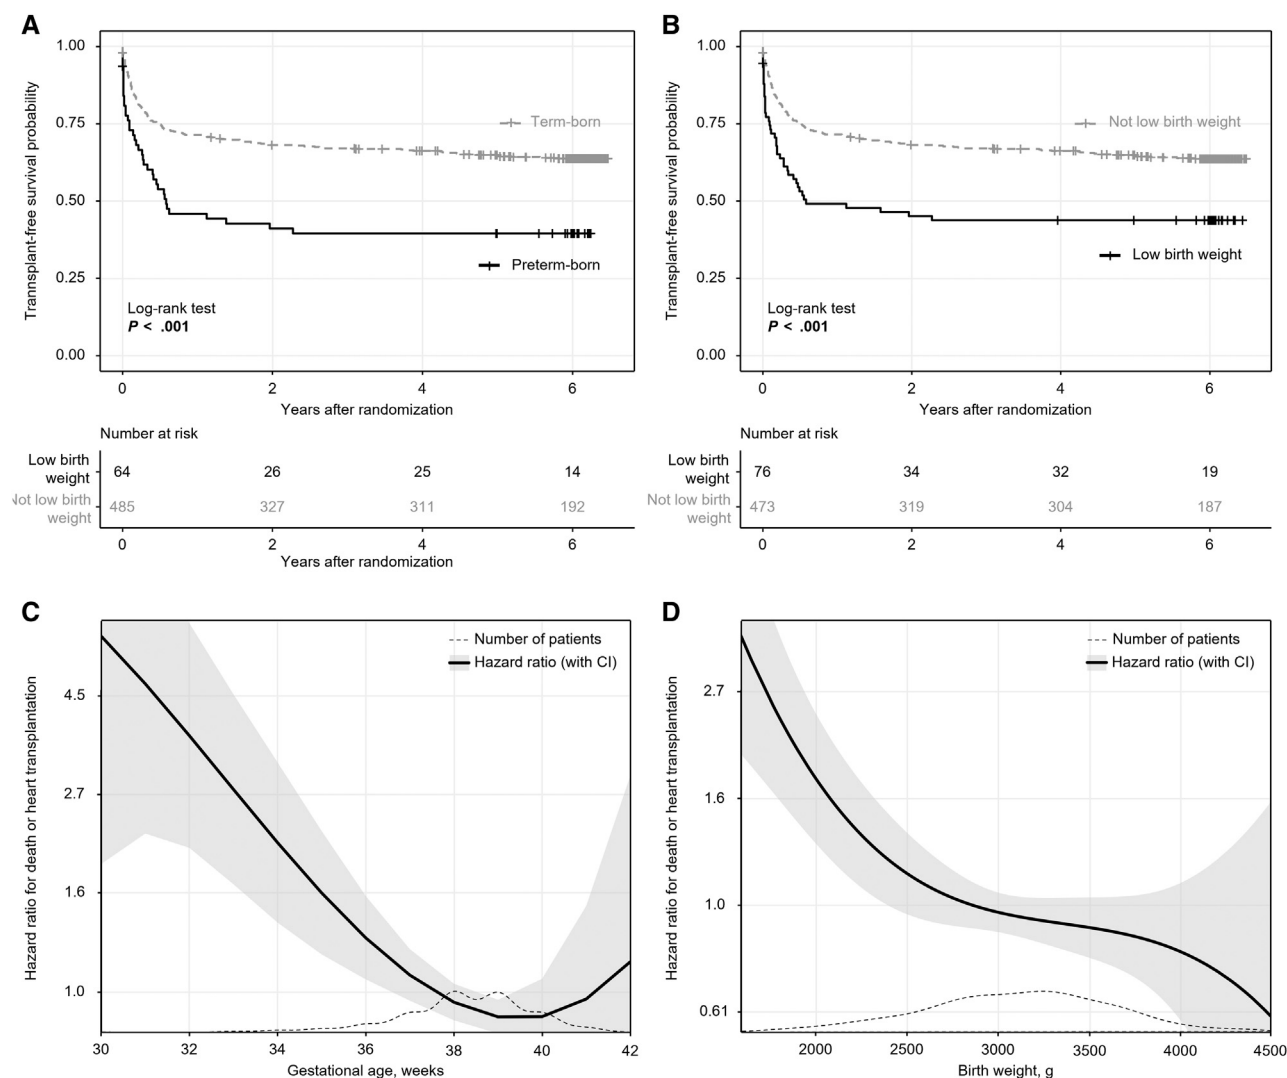 A
Trannsplant-free survival probability
1.00
0.75
0.50
0.25
0.00
Term-born
Preterm-born
Log-rank test
P < .001
0 2 4 6
Years after randomization
Number at risk
Low birth
weight
64 26 25 14
Not low birth
weight
485 327 311 192
0 2 4 6
Years after randomization
B
Trannsplant-free survival probability
1.00
0.75
0.50
0.25
0.00
Not low birth weight
Low birth weight
Log-rank test
P < .001
0 2 4 6
Years after randomization
Number at risk
Low birth
weight
76 34 32 19
Not low birth
weight
473 319 304 187
0 2 4 6
Years after randomization
C
Hazard ratio for death or heart transplantation
4.5
2.7
1.6
1.0
Number of patients
Hazard ratio (with CI)
30 32 34 36 38 40 42
Gestational age, weeks
D
Hazard ratio for death or heart transplantation
2.7
1.6
1.0
0.61
Number of patients
Hazard ratio (with CI)
2000 2500 3000 3500 4000 4500
Birth weight, g